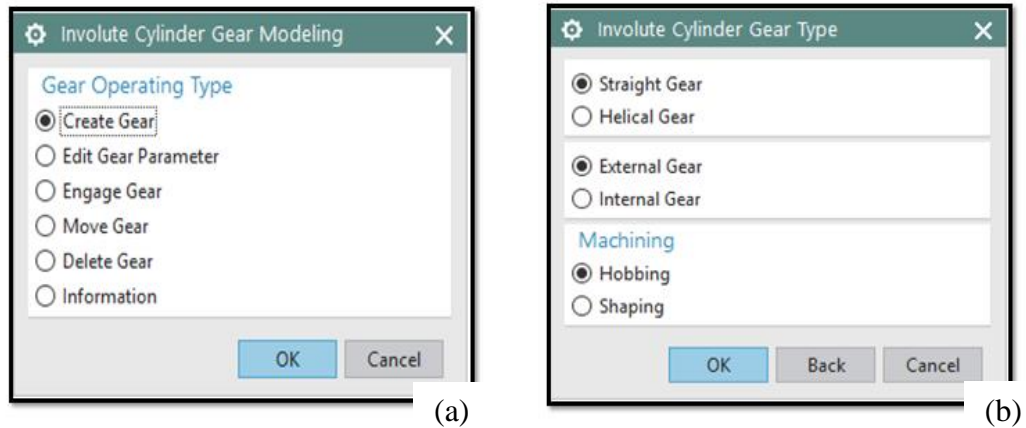 Involute Cylinder Gear Modeling
Gear Operating Type
Create Gear
Edit Gear Parameter
Engage Gear
Move Gear
Delete Gear
Information
OK Cancel
(a)
Involute Cylinder Gear Type
Straight Gear
Helical Gear
External Gear
Internal Gear
Machining
Hobbing
Shaping
OK Back Cancel
(b)